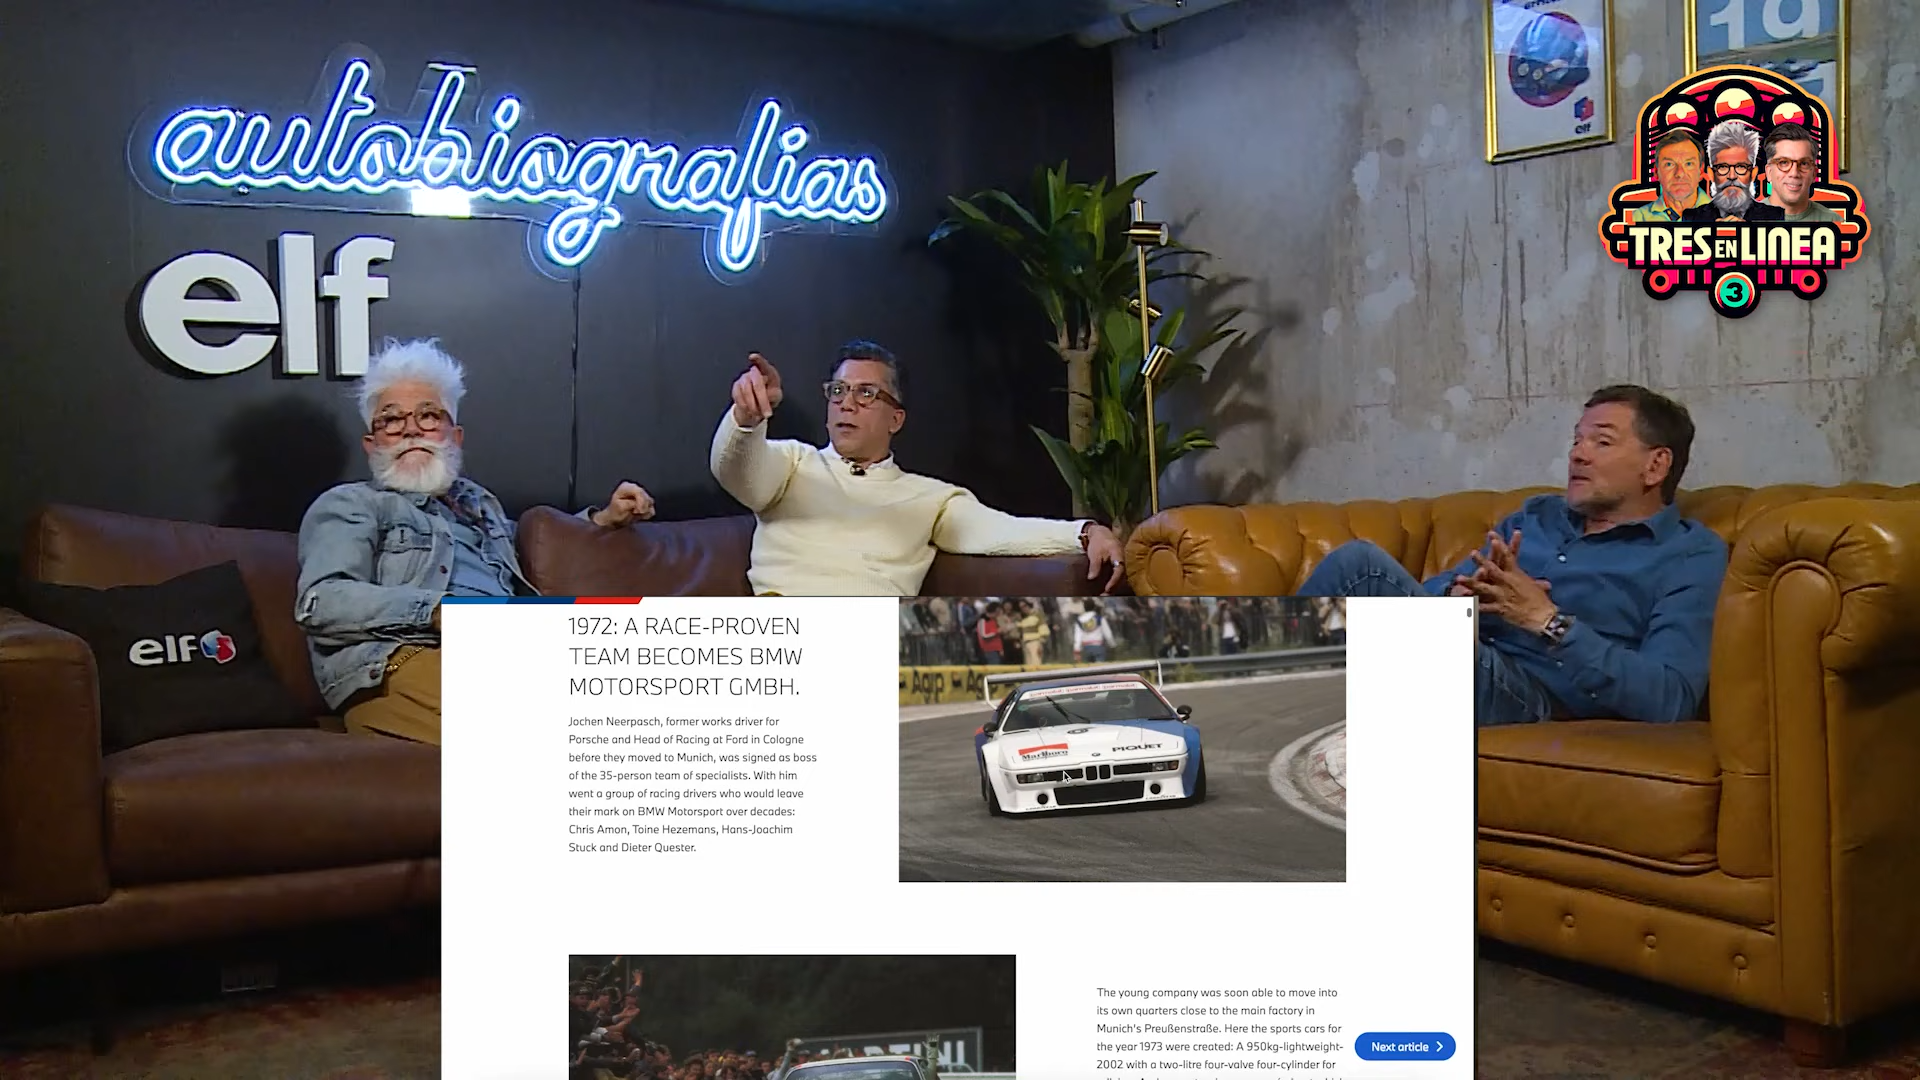 autobiografias
elf
elf
19
elf
TRES EN LINEA
3
1972: A RACE-PROVEN
TEAM BECOMES BMW
MOTORSPORT GMBH.
Jochen Neerpasch, former works driver for
Porsche and Head of Racing at Ford in Cologne
before they moved to Munich, was signed as boss
of the 35-person team of specialists. With him
went a group of racing drivers who would leave
their mark on BMW Motorsport over decades:
Chris Amon, Toine Hezemans, Hans-Joachim
Stuck and Dieter Quester.
Agip
Marlboro
PIQUET
MARTINI
The young company was soon able to move into
its own quarters close to the main factory in
Munich's Preußenstraße. Here the sports cars for
the year 1973 were created: A 950kg-lightweight-
2002 with a two-litre four-valve four-cylinder for
Next article